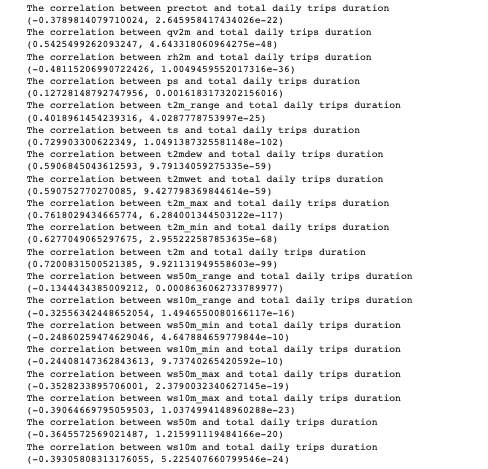 The correlation between prectot and total daily trips duration
(-0.3789814079710024, 2.645958417434026e-22)
The correlation between qv2m and total daily trips duration
(0.5425499262093247, 4.643318060964275e-48)
The correlation between rh2m and total daily trips duration
(-0.48115206990722426, 1.0049459552017316e-36)
The correlation between ps and total daily trips duration
(0.12728148792747956, 0.0016183173202156016)
The correlation between t2m_range and total daily trips duration
(0.4018961454239316, 4.0287778753997e-25)
The correlation between ts and total daily trips duration
(0.729903300622349, 1.0491387325581148e-102)
The correlation between t2mdew and total daily trips duration
(0.5906845043612593, 9.79134059275335e-59)
The correlation between t2mwet and total daily trips duration
(0.590752770270085, 9.427798369844614e-59)
The correlation between t2m_max and total daily trips duration
(0.7618029434665774, 6.284001344503122e-117)
The correlation between t2m_min and total daily trips duration
(0.6277049065297675, 2.955222587853635e-68)
The correlation between t2m and total daily trips duration
(0.7200831500521385, 9.921131949558603e-99)
The correlation between ws50m_range and total daily trips duration
(-0.1344434385009212, 0.0008636062733789977)
The correlation between ws10m_range and total daily trips duration
(-0.32556342448652054, 1.4946550080166117e-16)
The correlation between ws50m_min and total daily trips duration
(-0.24860259474629046, 4.647884659779844e-10)
The correlation between ws10m_min and total daily trips duration
(-0.24408147362843613, 9.73740265420592e-10)
The correlation between ws50m_max and total daily trips duration
(-0.3528233895706001, 2.3790032340627145e-19)
The correlation between ws10m_max and total daily trips duration
(-0.39064669795059503, 1.0374994148960288e-23)
The correlation between ws50m and total daily trips duration
(-0.3645572569021487, 1.215991119484166e-20)
The correlation between ws10m and total daily trips duration
(-0.39305808313176055, 5.225407660799546e-24)